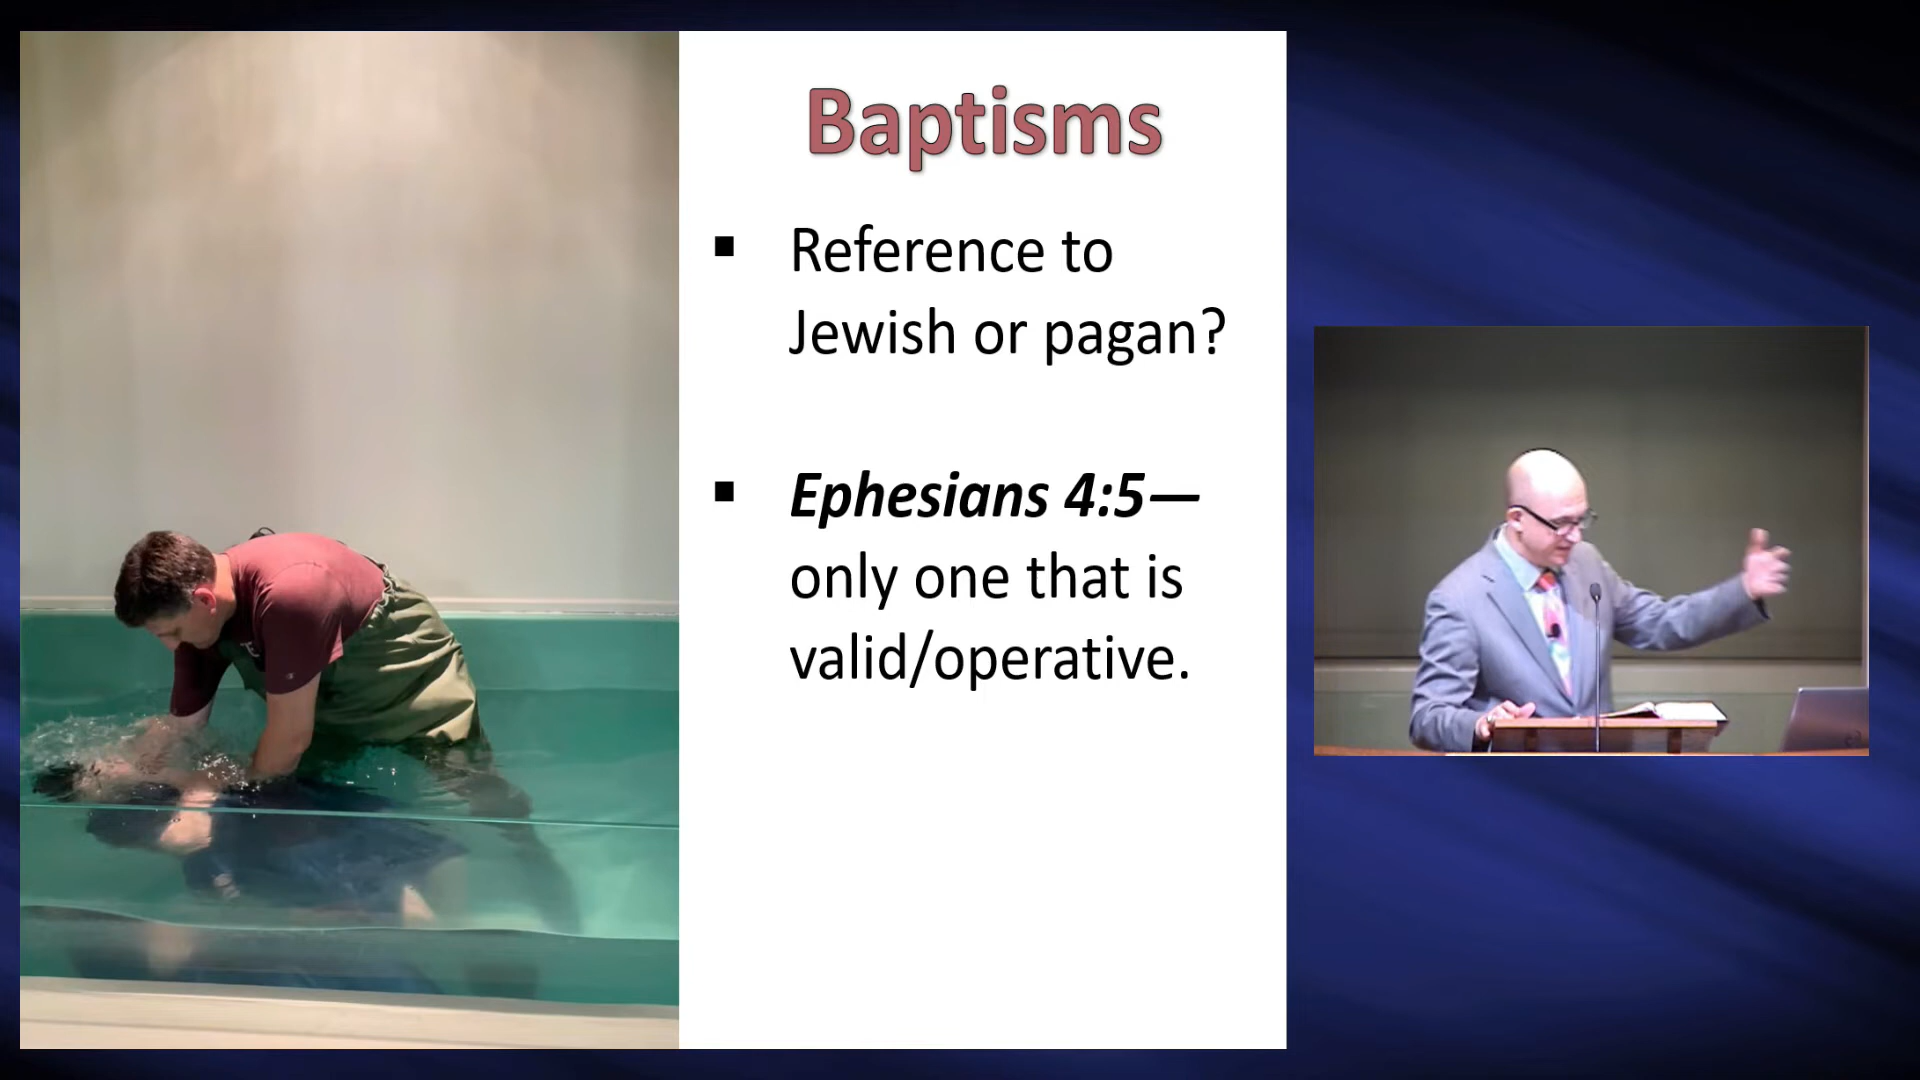 Baptisms
▪ Reference to
Jewish or pagan?
▪ Ephesians 4:5—
only one that is
valid/operative.